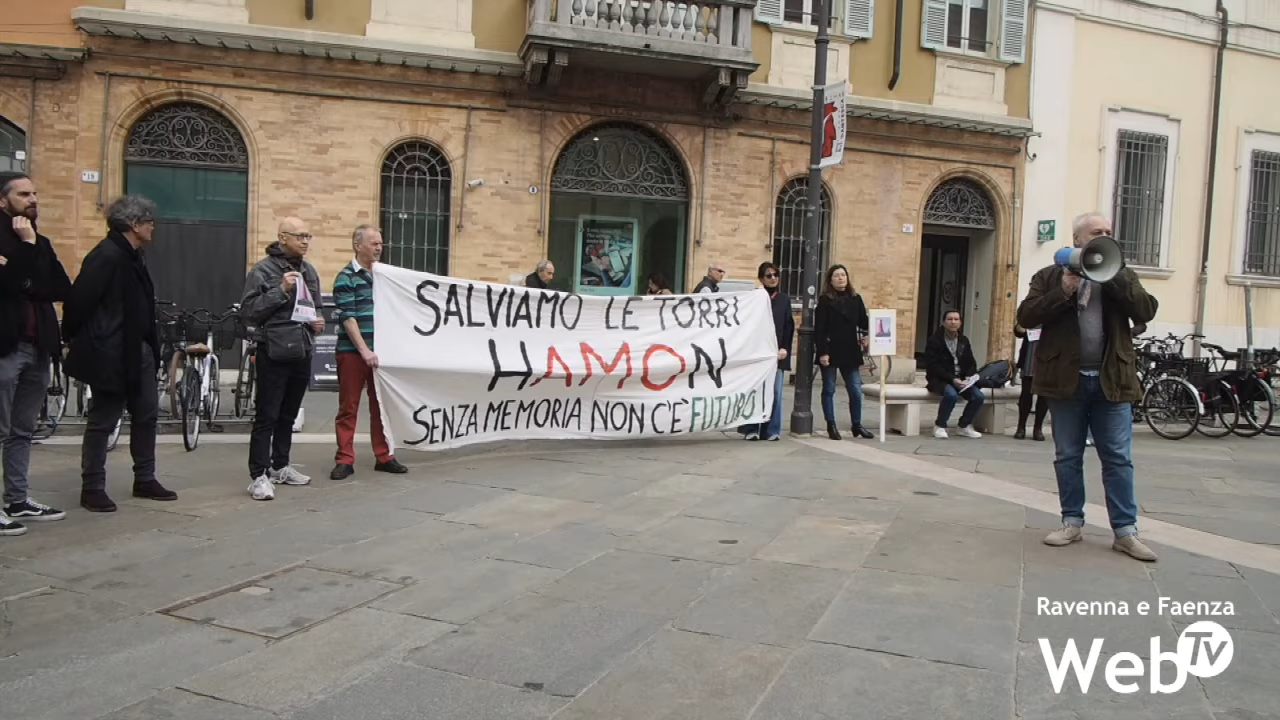 SALVIAMO LE TORRI
HAMON
SENZA MEMORIA NON C'È FUTURO!
Ravenna e Faenza
WebTv